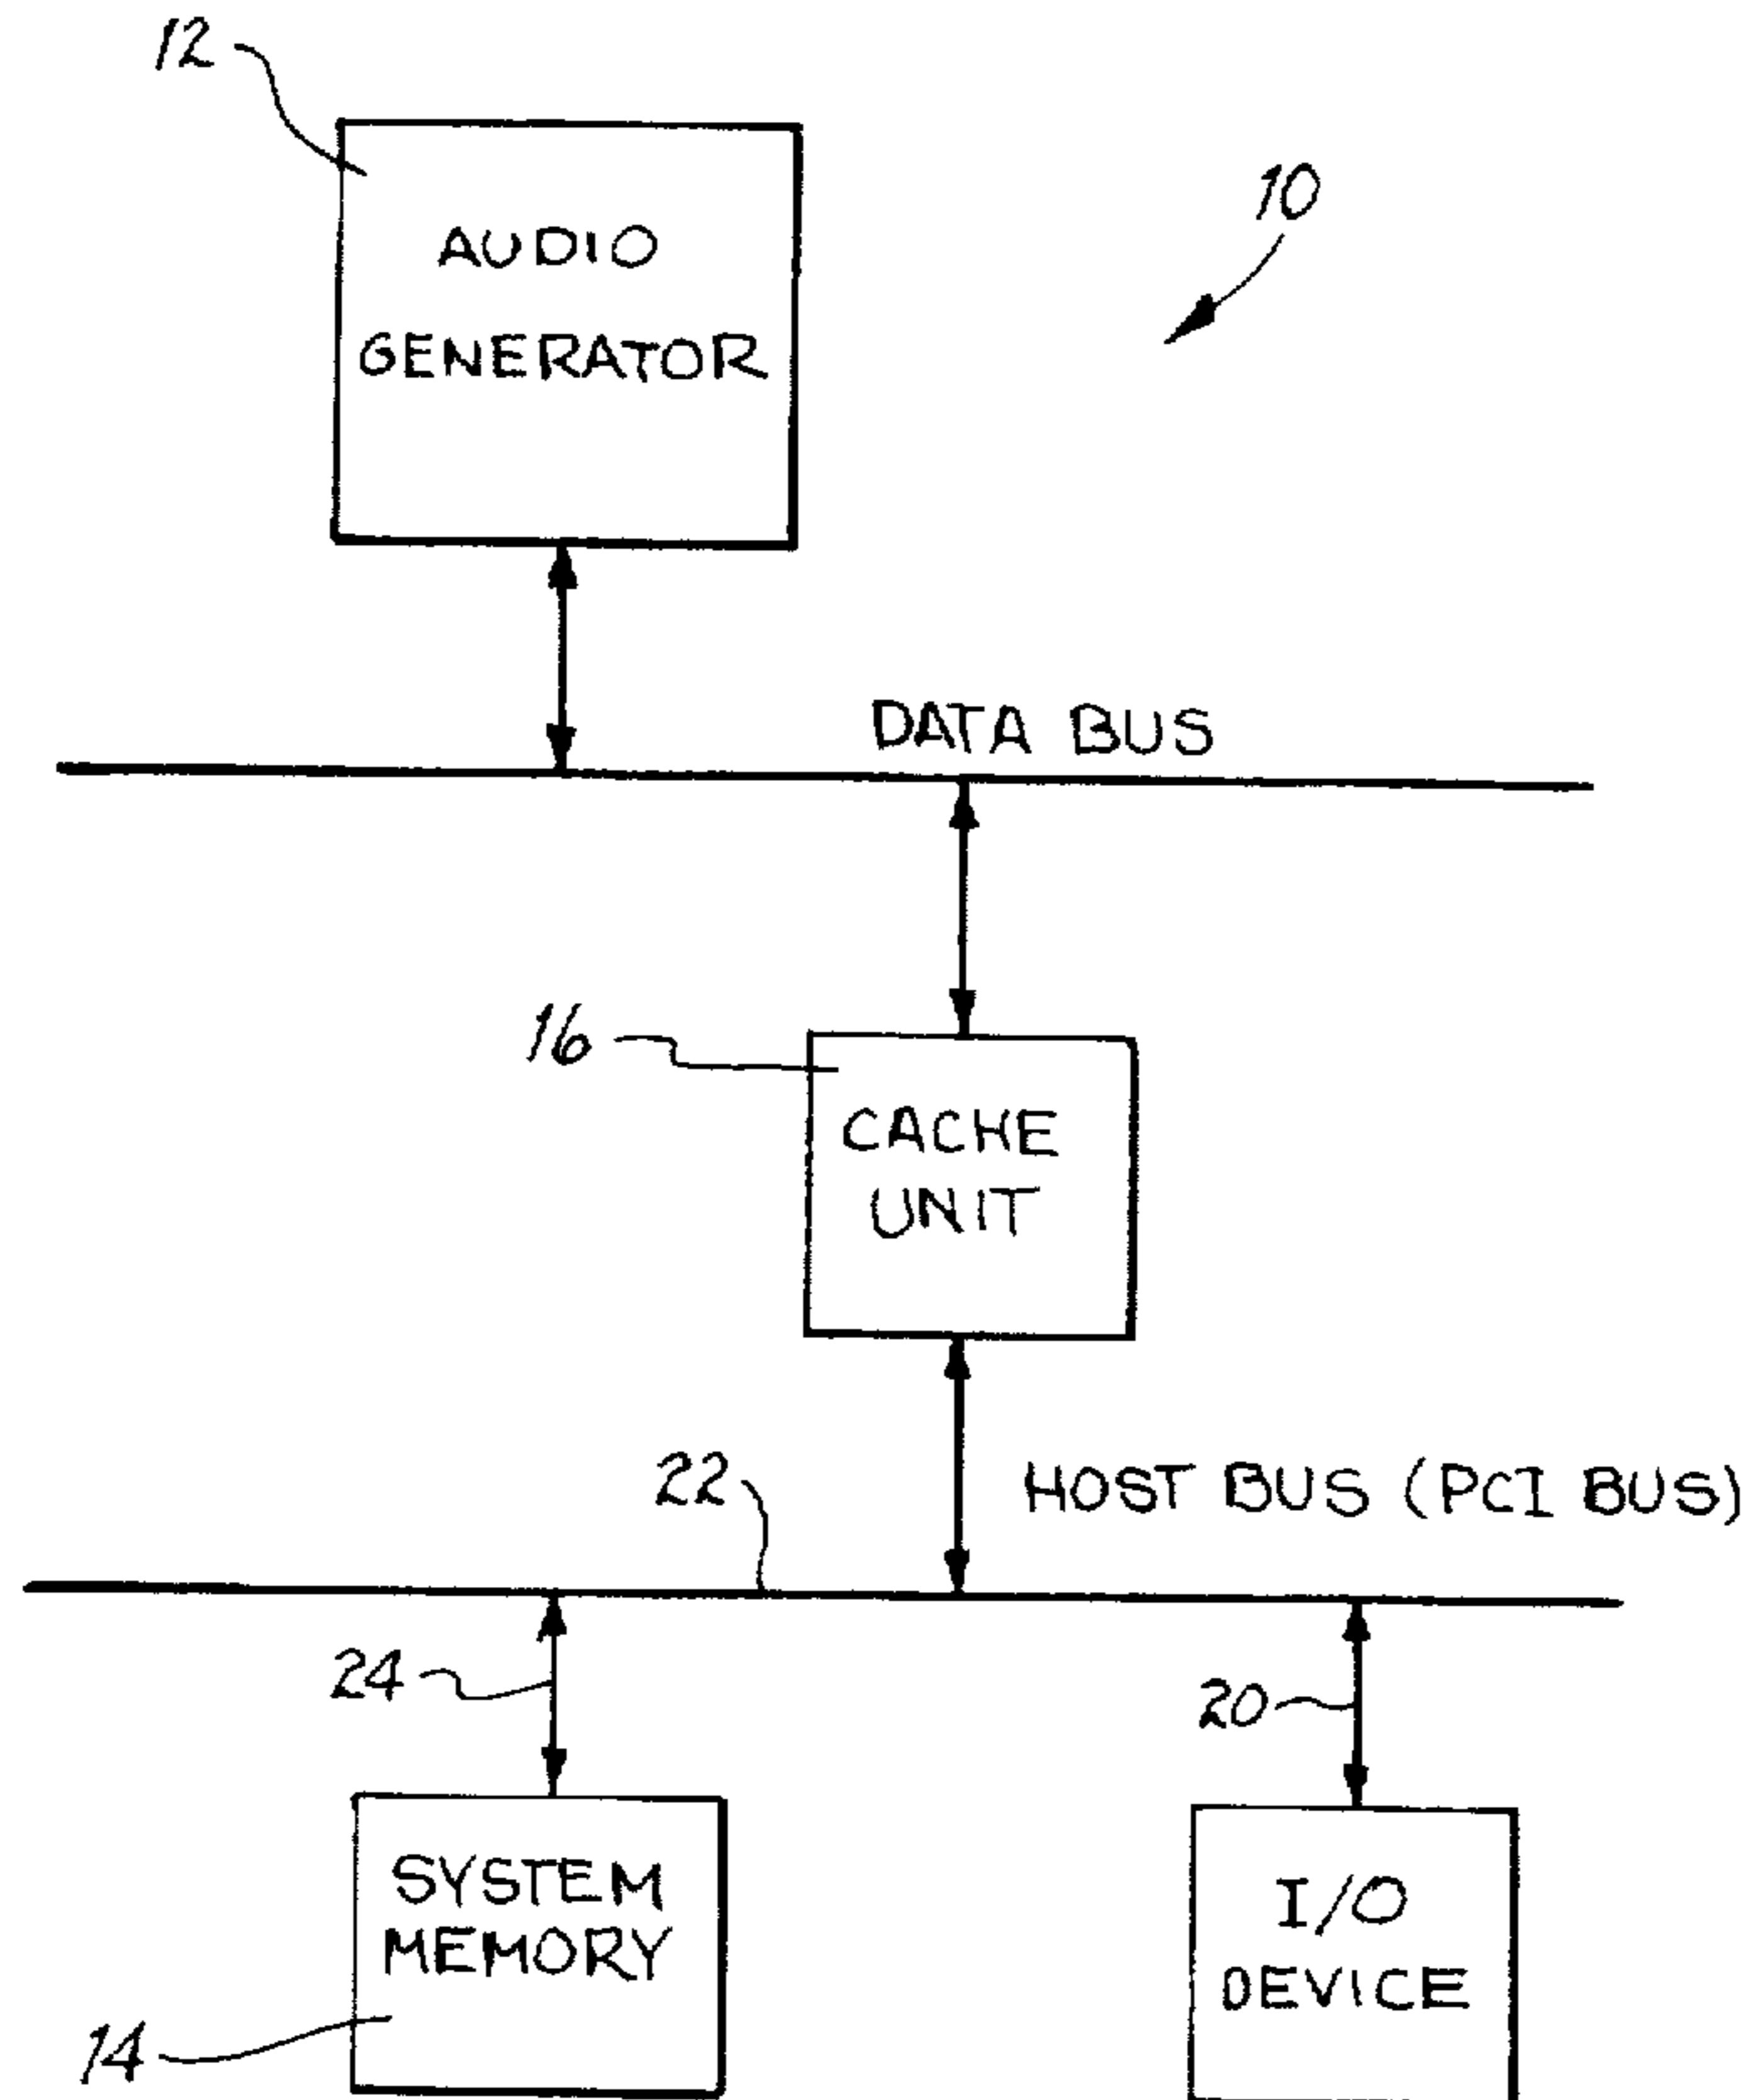 12
10
AUDIO
GENERATOR
DATA BUS
16
CACHE
UNIT
22
HOST BUS (PCI BUS)
24
20
SYSTEM
MEMORY
I/O
DEVICE
14